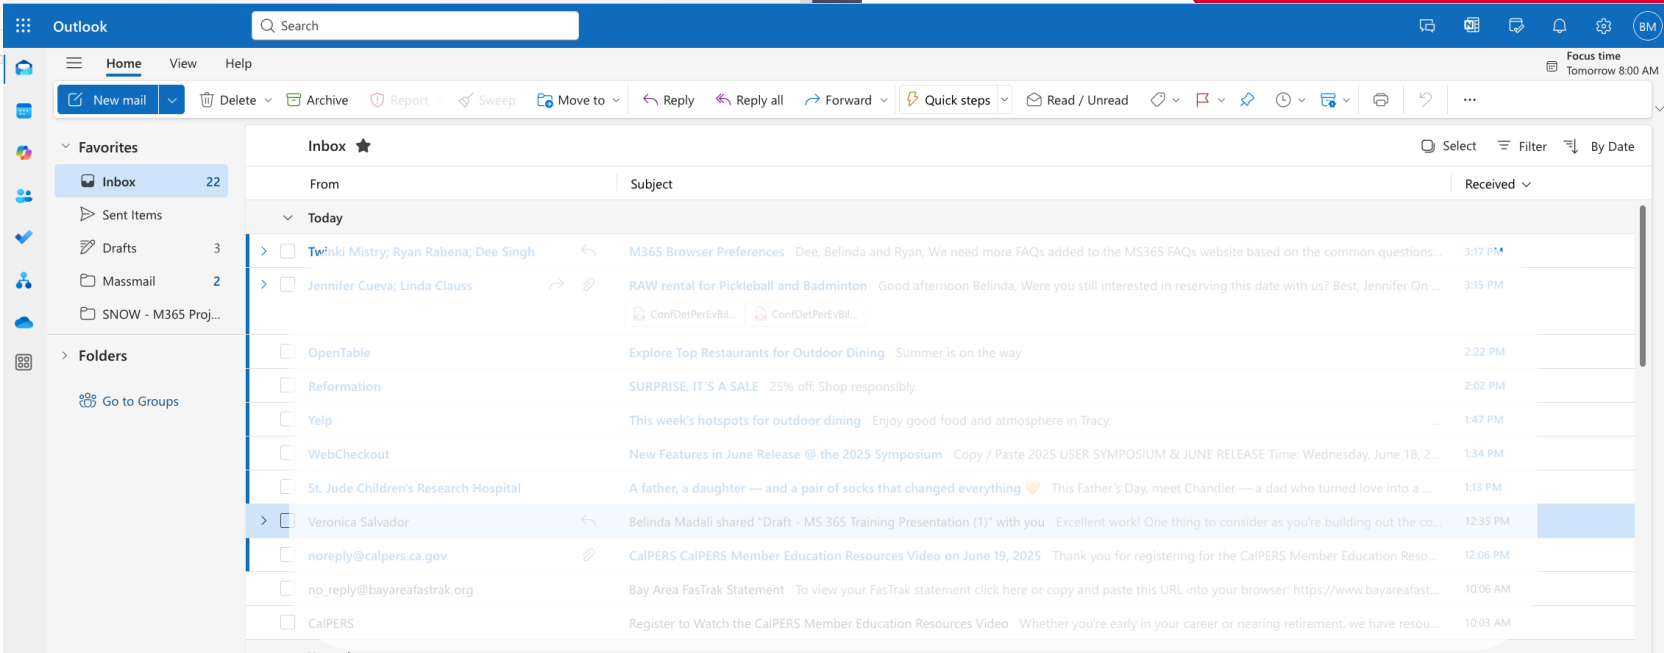 Outlook
Search
BM
Home View Help
Focus time
Tomorrow 8:00 AM
New mail Delete Archive Report Sweep Move to Reply Reply all Forward Quick steps Read / Unread ...
Favorites
Inbox 22
Sent Items
Drafts 3
Massmail 2
SNOW - M365 Proj...
Folders
Go to Groups
Inbox Select Filter By Date
From Subject Received
Today
Twinki Mistry; Ryan Rabena; Dee Singh M365 Browser Preferences Dee, Belinda and Ryan, We need more FAQs added to the MS365 FAQs website based on the common questions... 3:17 PM
Jennifer Cueva; Linda Clauss RAW rental for Pickleball and Badminton Good afternoon Belinda, Were you still interested in reserving this date with us? Best, Jennifer On ... 3:15 PM
ConfDetPerEvBil... ConfDetPerEvBil...
OpenTable Explore Top Restaurants for Outdoor Dining Summer is on the way 2:22 PM
Reformation SURPRISE, IT'S A SALE 25% off. Shop responsibly. 2:02 PM
Yelp This week's hotspots for outdoor dining Enjoy good food and atmosphere in Tracy. ... 1:47 PM
WebCheckout New Features in June Release @ the 2025 Symposium Copy / Paste 2025 USER SYMPOSIUM & JUNE RELEASE Time: Wednesday, June 18, 2... 1:34 PM
St. Jude Children's Research Hospital A father, a daughter — and a pair of socks that changed everything 💛 This Father's Day, meet Chandler — a dad who turned love into a ... 1:13 PM
Veronica Salvador Belinda Madali shared "Draft - MS 365 Training Presentation (1)" with you Excellent work! One thing to consider as you're building out the co... 12:35 PM
noreply@calpers.ca.gov CalPERS CalPERS Member Education Resources Video on June 19, 2025 Thank you for registering for the CalPERS Member Education Reso... 12:06 PM
no_reply@bayareafastrak.org Bay Area FasTrak Statement To view your FasTrak statement click here or copy and paste this URL into your browser: https://www.bayareafast... 10:06 AM
CalPERS Register to Watch the CalPERS Member Education Resources Video Whether you're early in your career or nearing retirement, we have resou... 10:03 AM